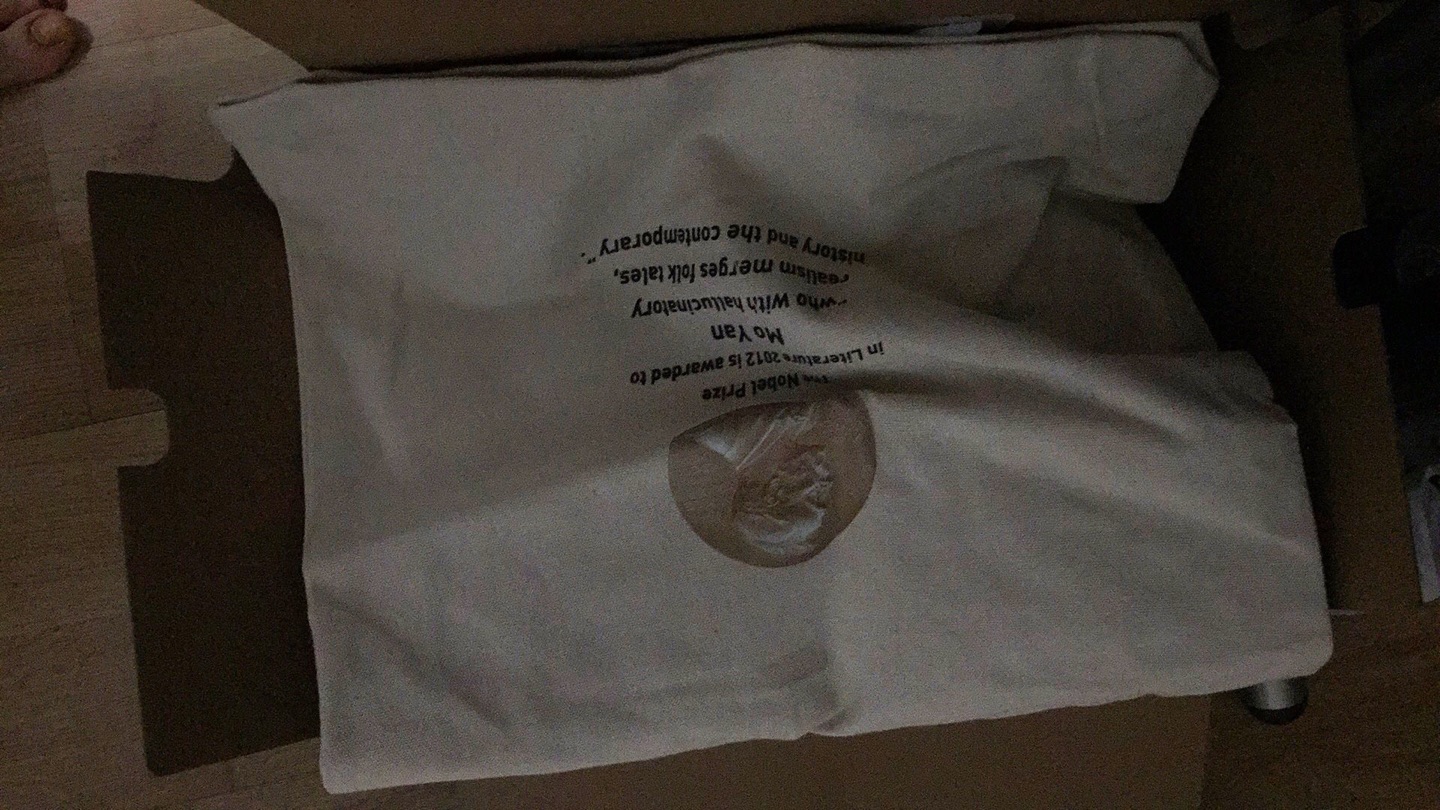 The Nobel Prize
in Literature 2012 is awarded to
Mo Yan
"who with hallucinatory
realism merges folk tales,
history and the contemporary".